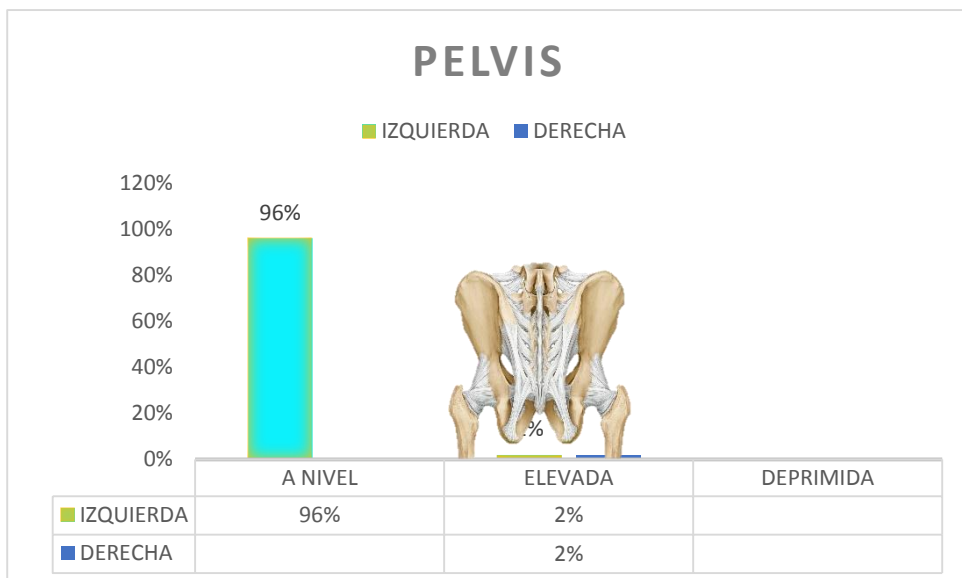 PELVIS
IZQUIERDA DERECHA
120%
96%
100%
80%
60%
40%
20%
0%
A NIVEL ELEVADA DEPRIMIDA
IZQUIERDA 96% 2%
DERECHA 2%